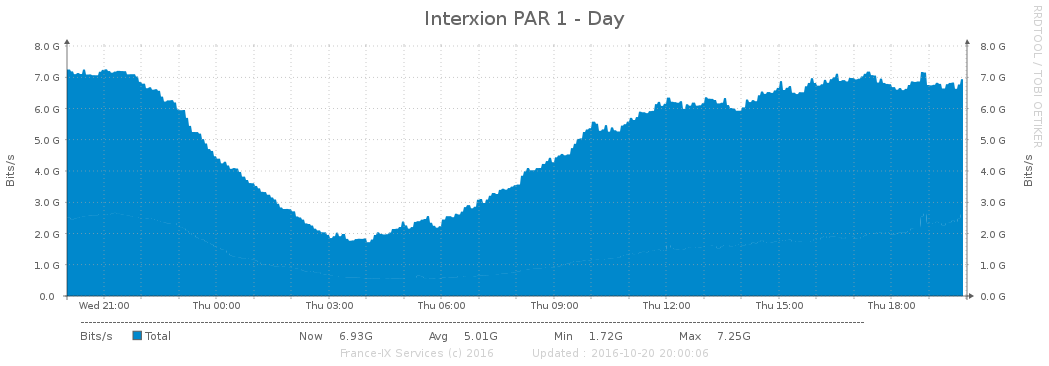 Interxion PAR 1 - Day
RRDTOOL / TOBI OETIKER
Bits/s
Bits/s
8.0 G 8.0 G
7.0 G 7.0 G
6.0 G 6.0 G
5.0 G 5.0 G
4.0 G 4.0 G
3.0 G 3.0 G
2.0 G 2.0 G
1.0 G 1.0 G
0.0 0.0 G
Wed 21:00 Thu 00:00 Thu 03:00 Thu 06:00 Thu 09:00 Thu 12:00 Thu 15:00 Thu 18:00
Bits/s Total Now 6.93G Avg 5.01G Min 1.72G Max 7.25G
France-IX Services (c) 2016 Updated : 2016-10-20 20:00:06